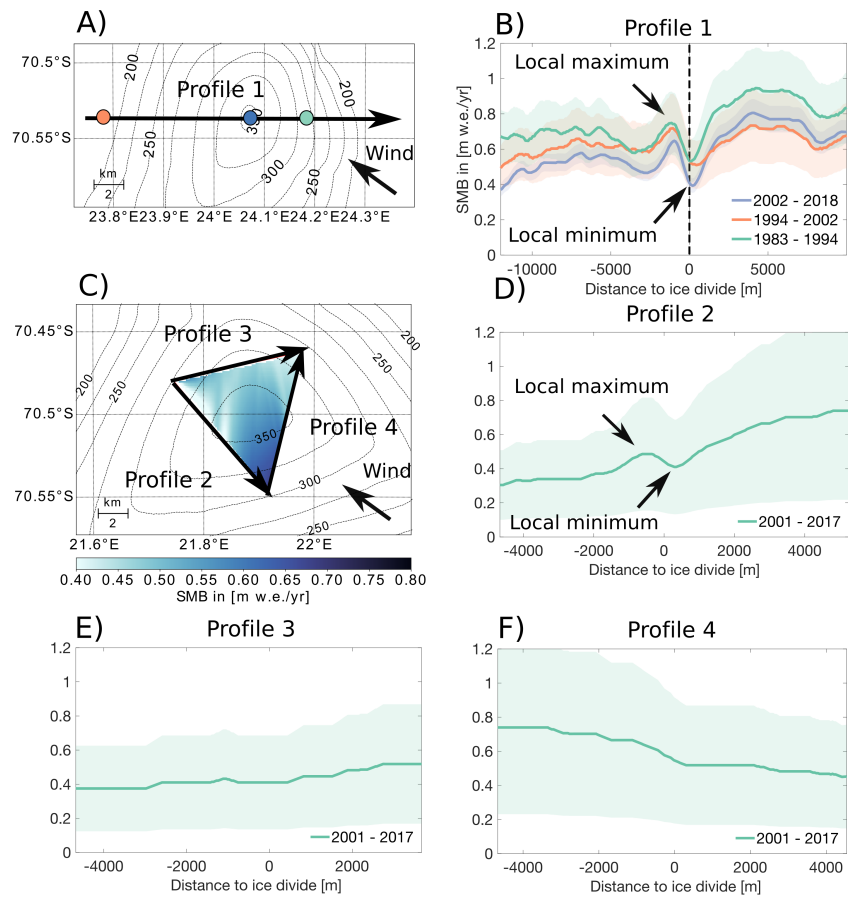 A)
70.5°S
70.55°S
200
250
Profile 1
350
300
250
200
Wind
km
2
23.8°E
23.9°E
24°E
24.1°E
24.2°E
24.3°E
B)
Profile 1
Local maximum
Local minimum
SMB in [m w.e./yr]
1.2
1
0.8
0.6
0.4
0.2
0
2002 - 2018
1994 - 2002
1983 - 1994
-10000
-5000
0
5000
Distance to ice divide [m]
C)
70.45°S
70.5°S
70.55°S
Profile 3
200
250
250
200
350
Profile 4
Profile 2
Wind
300
250
km
2
21.6°E
21.8°E
22°E
0.40
0.45
0.50
0.55
0.60
0.65
0.70
0.75
0.80
SMB in [m w.e./yr]
D)
Profile 2
1.2
1
0.8
0.6
0.4
0.2
0
Local maximum
Local minimum
2001 - 2017
-4000
-2000
0
2000
4000
Distance to ice divide [m]
E)
Profile 3
1.2
1
0.8
0.6
0.4
0.2
0
2001 - 2017
-4000
-2000
0
2000
Distance to ice divide [m]
F)
Profile 4
1.2
1
0.8
0.6
0.4
0.2
0
2001 - 2017
-4000
-2000
0
2000
4000
Distance to ice divide [m]